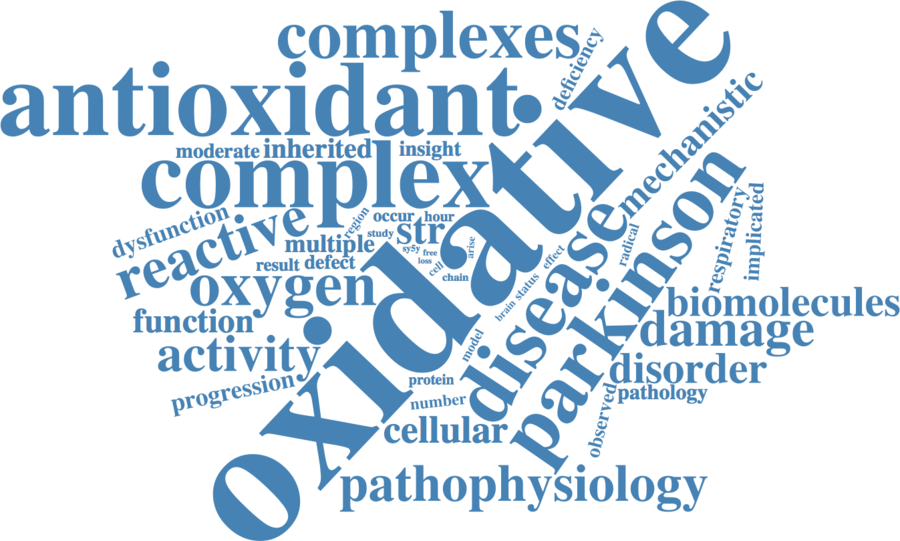 complexes
deficiency
oxidative
antioxidant
mechanistic
moderate
inherited
insight
complex
parkinson
disease
dysfunction
reactive
region
occur
hour
study
str
multiple
sy5y
free
arise
loss
result
defect
cell
chain
effect
radical
respiratory
implicated
oxygen
status
brain
biomolecules
function
damage
activity
model
disorder
progression
protein
pathology
number
observed
cellular
pathophysiology